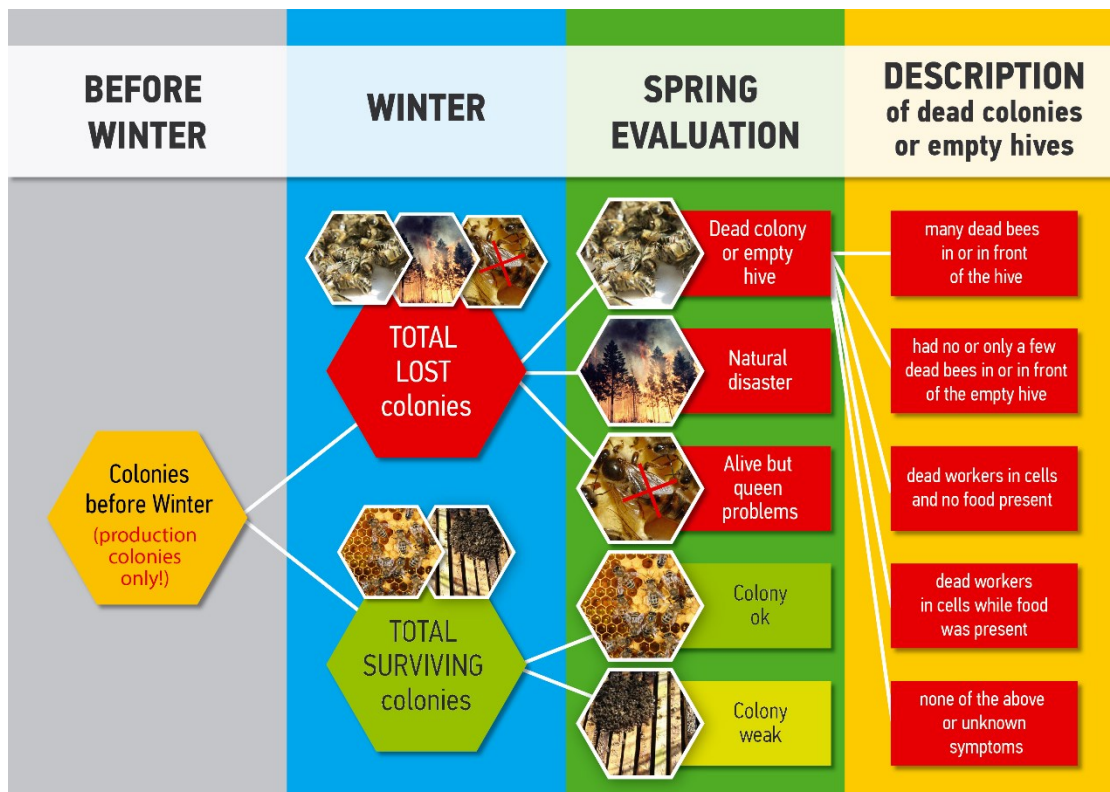 BEFORE
WINTER
WINTER
SPRING
EVALUATION
DESCRIPTION
of dead colonies
or empty hives
Colonies
before Winter
(production
colonies
only!)
TOTAL
LOST
colonies
TOTAL
SURVIVING
colonies
Dead colony
or empty
hive
Natural
disaster
Alive but
queen
problems
Colony
ok
Colony
weak
many dead bees
in or in front
of the hive
had no or only a few
dead bees in or in front
of the empty hive
dead workers in cells
and no food present
dead workers
in cells while food
was present
none of the above
or unknown
symptoms